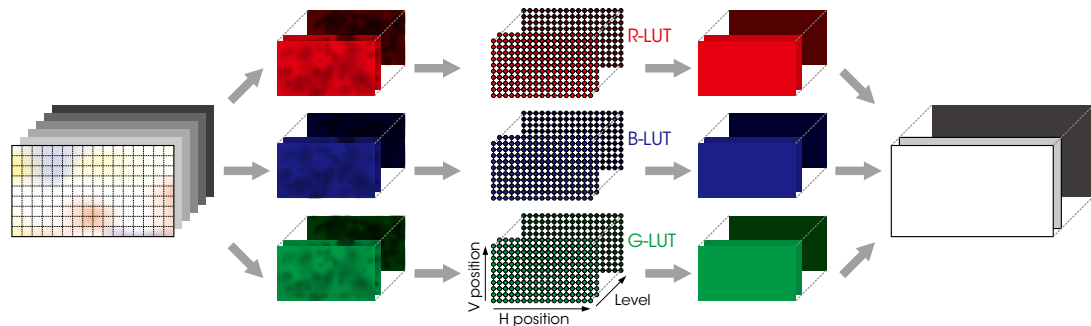 R-LUT
B-LUT
G-LUT
V position
H position
Level